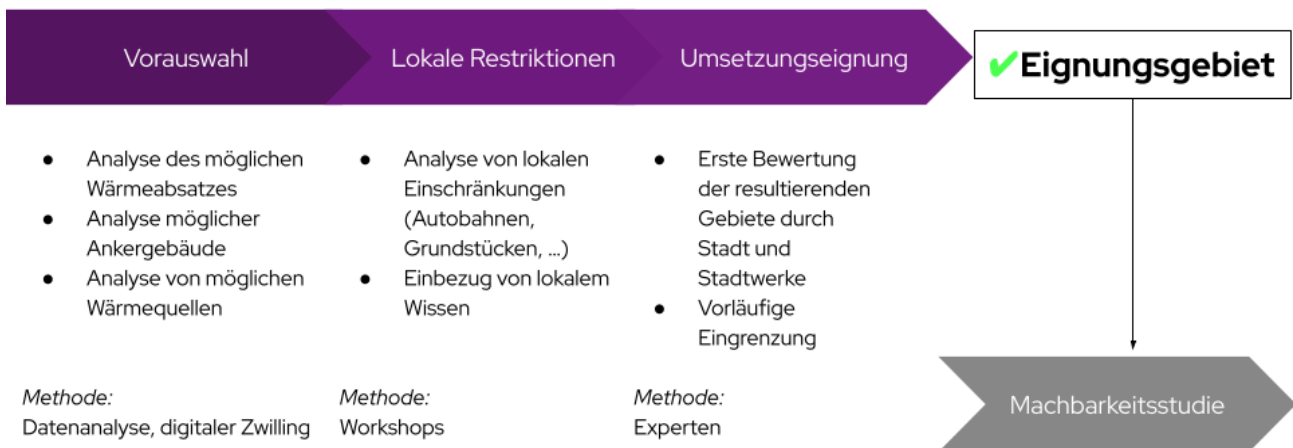 Vorauswahl
Lokale Restriktionen
Umsetzungseignung
✔Eignungsgebiet
● Analyse des möglichen
Wärmeabsatzes
● Analyse möglicher
Ankergebäude
● Analyse von möglichen
Wärmequellen
● Analyse von lokalen
Einschränkungen
(Autobahnen,
Grundstücken, ...)
● Einbezug von lokalem
Wissen
● Erste Bewertung
der resultierenden
Gebiete durch
Stadt und
Stadtwerke
● Vorläufige
Eingrenzung
Methode:
Datenanalyse, digitaler Zwilling
Methode:
Workshops
Methode:
Experten
Machbarkeitsstudie